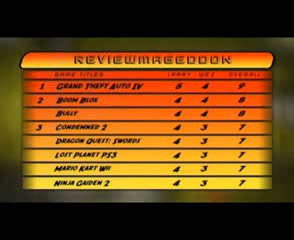 REVIEWMAGEDDON
GAME TITLES LARRY WEZ OVERALL
1 GRAND THEFT AUTO IV 5 4 9
2 BOOM BLOX 4 4 8
BULLY 4 4 8
3 CONDEMNED 2 4 3 7
DRAGON QUEST: SWORDS 4 3 7
LOST PLANET PS3 4 3 7
MARIO KART WII 4 3 7
NINJA GAIDEN 2 4 3 7